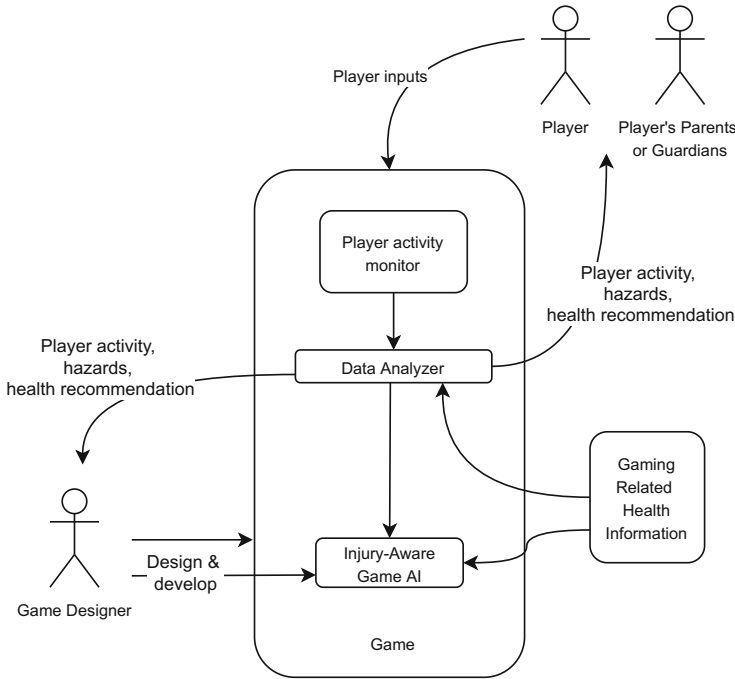 Player inputs
Player
Player's Parents
or Guardians
Player activity
monitor
Player activity,
hazards,
health recommendation
Data Analyzer
Player activity,
hazards,
health recommendation
Gaming
Related
Health
Information
Injury-Aware
Game AI
Design &
develop
Game Designer
Game